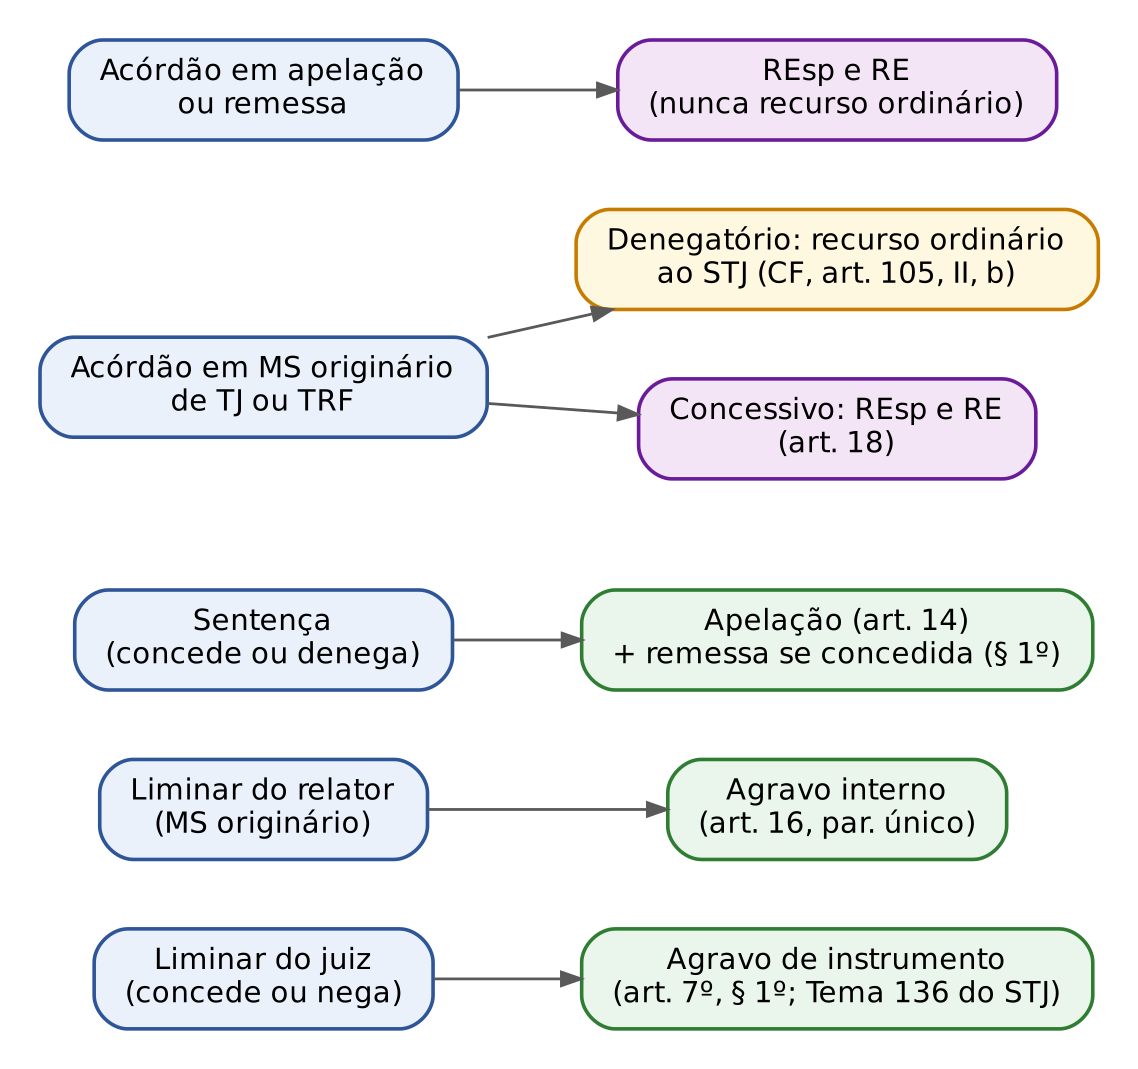 Acórdão em apelação
ou remessa
REsp e RE
(nunca recurso ordinário)
Denegatório: recurso ordinário
ao STJ (CF, art. 105, II, b)
Acórdão em MS originário
de TJ ou TRF
Concessivo: REsp e RE
(art. 18)
Sentença
(concede ou denega)
Apelação (art. 14)
+ remessa se concedida (§ 1º)
Liminar do relator
(MS originário)
Agravo interno
(art. 16, par. único)
Liminar do juiz
(concede ou nega)
Agravo de instrumento
(art. 7º, § 1º; Tema 136 do STJ)